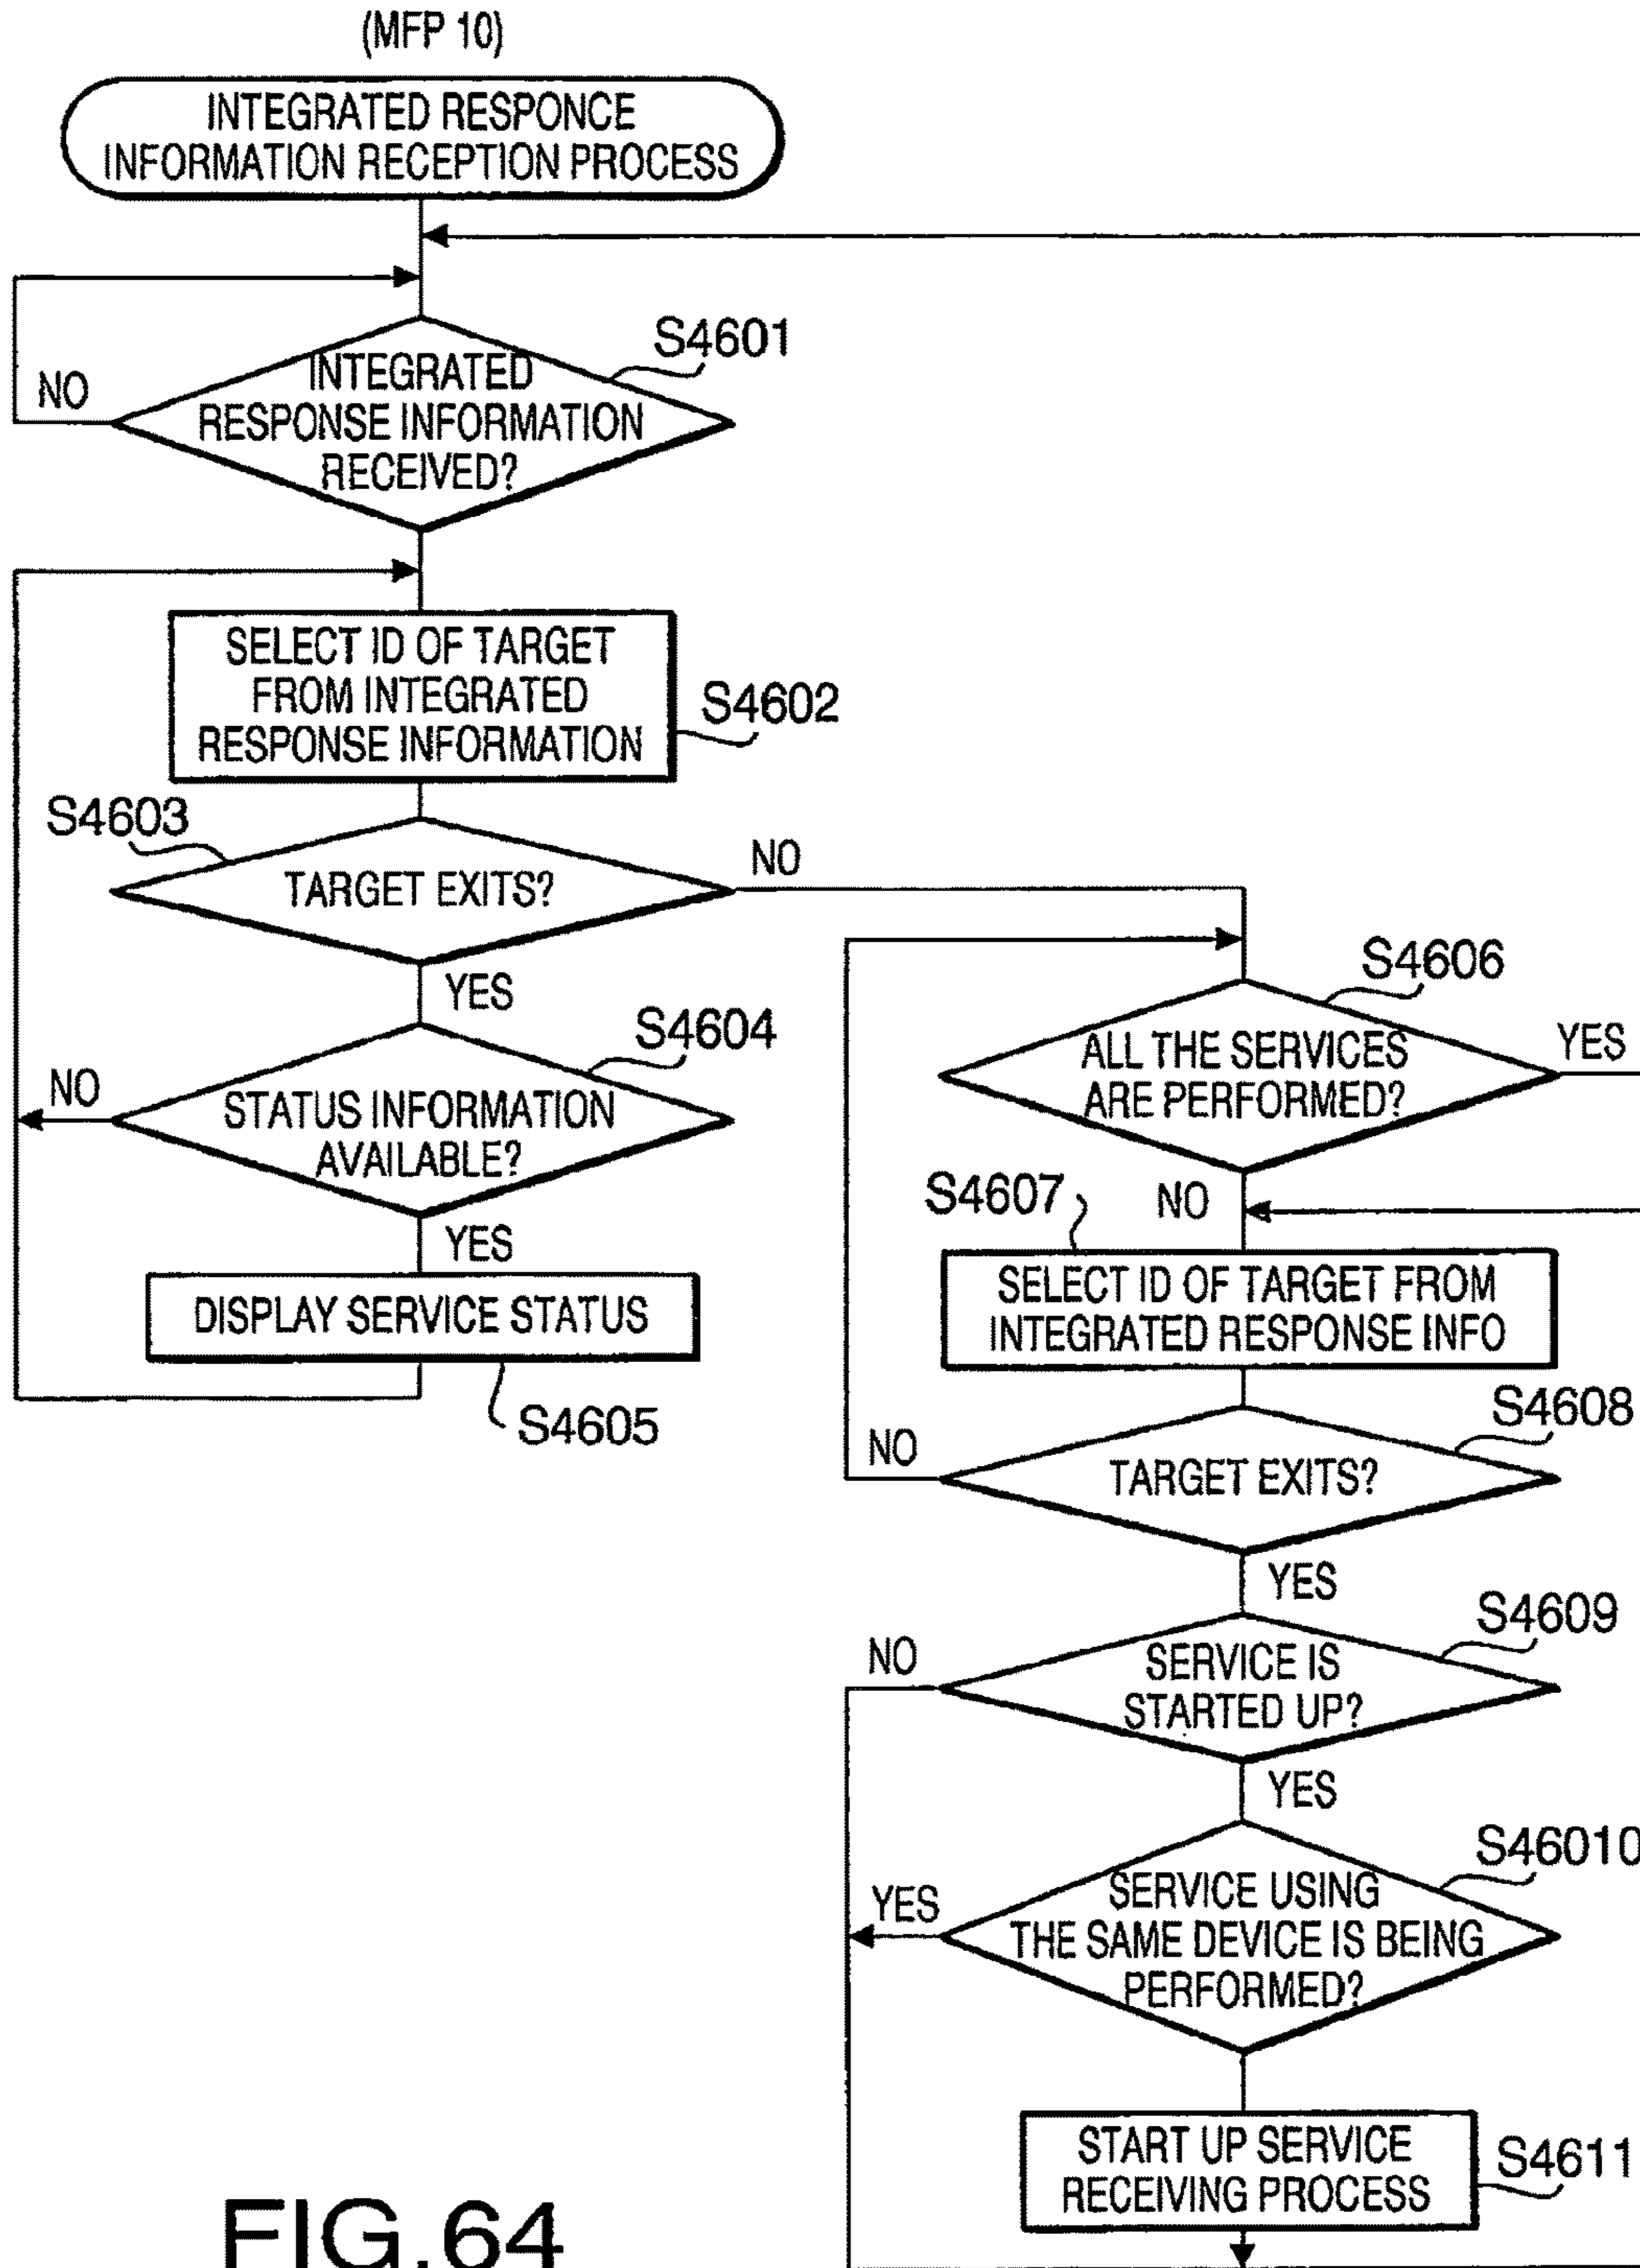 (MFP 10)
INTEGRATED RESPONCE
INFORMATION RECEPTION PROCESS
S4601
NO
INTEGRATED
RESPONSE INFORMATION
RECEIVED?
SELECT ID OF TARGET
FROM INTEGRATED
RESPONSE INFORMATION
S4602
S4603
TARGET EXITS?
NO
YES
S4604
NO
STATUS INFORMATION
AVAILABLE?
YES
DISPLAY SERVICE STATUS
S4605
S4606
ALL THE SERVICES
ARE PERFORMED?
YES
NO
S4607
SELECT ID OF TARGET FROM
INTEGRATED RESPONSE INFO
S4608
NO
TARGET EXITS?
YES
S4609
NO
SERVICE IS
STARTED UP?
YES
S46010
YES
SERVICE USING
THE SAME DEVICE IS BEING
PERFORMED?
START UP SERVICE
RECEIVING PROCESS
S4611
FIG.64